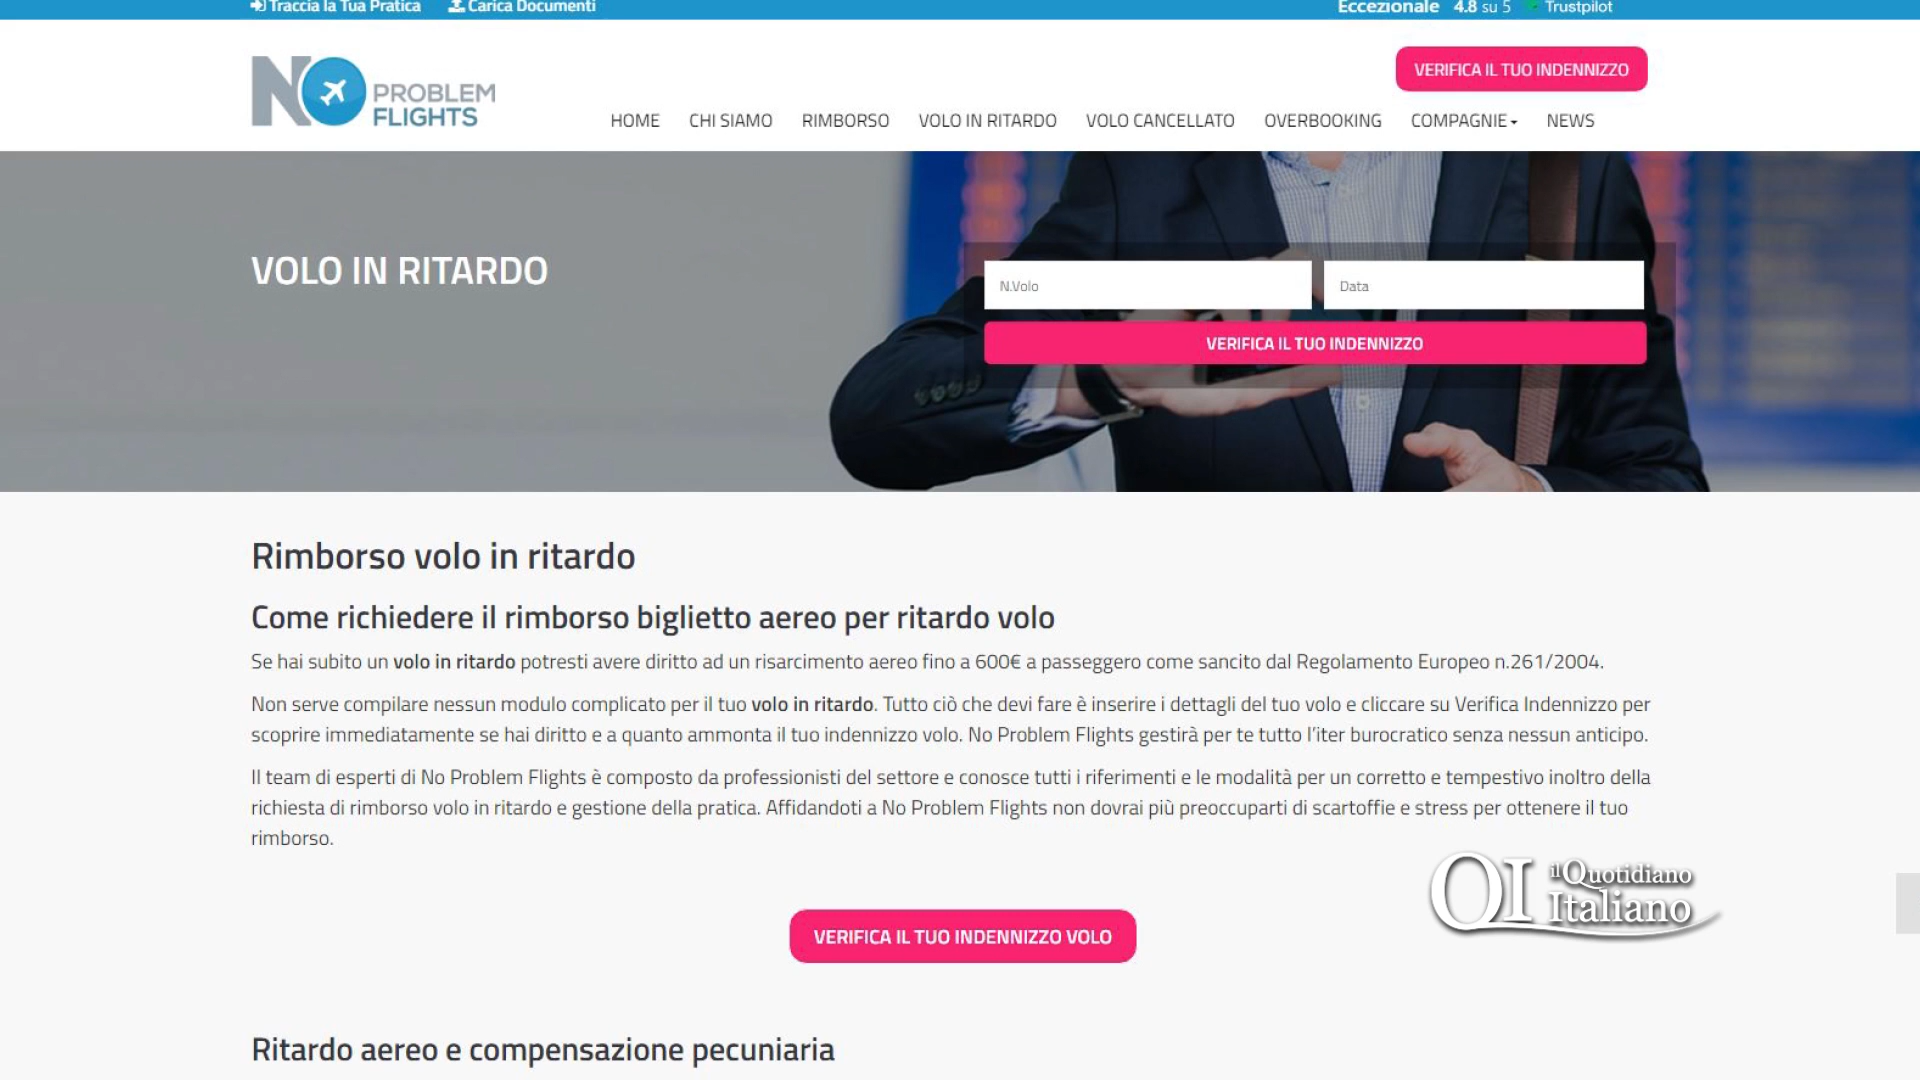 Traccia la Tua Pratica Carica Documenti
Eccezionale 4.8 su 5 Trustpilot
NO PROBLEM
FLIGHTS
VERIFICA IL TUO INDENNIZZO
HOME CHI SIAMO RIMBORSO VOLO IN RITARDO VOLO CANCELLATO OVERBOOKING COMPAGNIE NEWS
VOLO IN RITARDO
N.Volo Data
VERIFICA IL TUO INDENNIZZO
Rimborso volo in ritardo
Come richiedere il rimborso biglietto aereo per ritardo volo
Se hai subito un volo in ritardo potresti avere diritto ad un risarcimento aereo fino a 600€ a passeggero come sancito dal Regolamento Europeo n.261/2004.
Non serve compilare nessun modulo complicato per il tuo volo in ritardo. Tutto ciò che devi fare è inserire i dettagli del tuo volo e cliccare su Verifica Indennizzo per
scoprire immediatamente se hai diritto e a quanto ammonta il tuo indennizzo volo. No Problem Flights gestirà per te tutto l'iter burocratico senza nessun anticipo.
Il team di esperti di No Problem Flights è composto da professionisti del settore e conosce tutti i riferimenti e le modalità per un corretto e tempestivo inoltro della
richiesta di rimborso volo in ritardo e gestione della pratica. Affidandoti a No Problem Flights non dovrai più preoccuparti di scartoffie e stress per ottenere il tuo
rimborso.
QI ilQuotidiano
Italiano
VERIFICA IL TUO INDENNIZZO VOLO
Ritardo aereo e compensazione pecuniaria